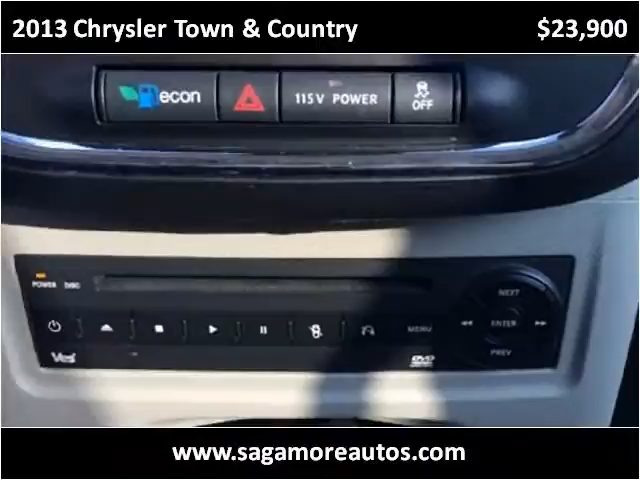 2013 Chrysler Town & Country $23,900
econ 115V POWER OFF
POWER DISC
NEXT
MENU ENTER
PREV
VES DVD
www.sagamoreautos.com